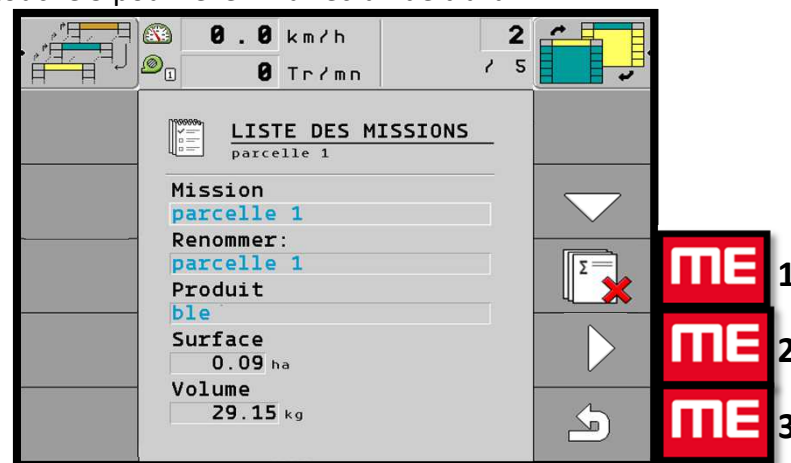 0.0 km/h
2
1
0 Tr/mn
/ 5
LISTE DES MISSIONS
parcelle 1
Mission
parcelle 1
Renommer:
parcelle 1
Σ
mE 1
Produit
ble
Surface
mE 2
0.09 ha
Volume
29.15 kg
mE 3